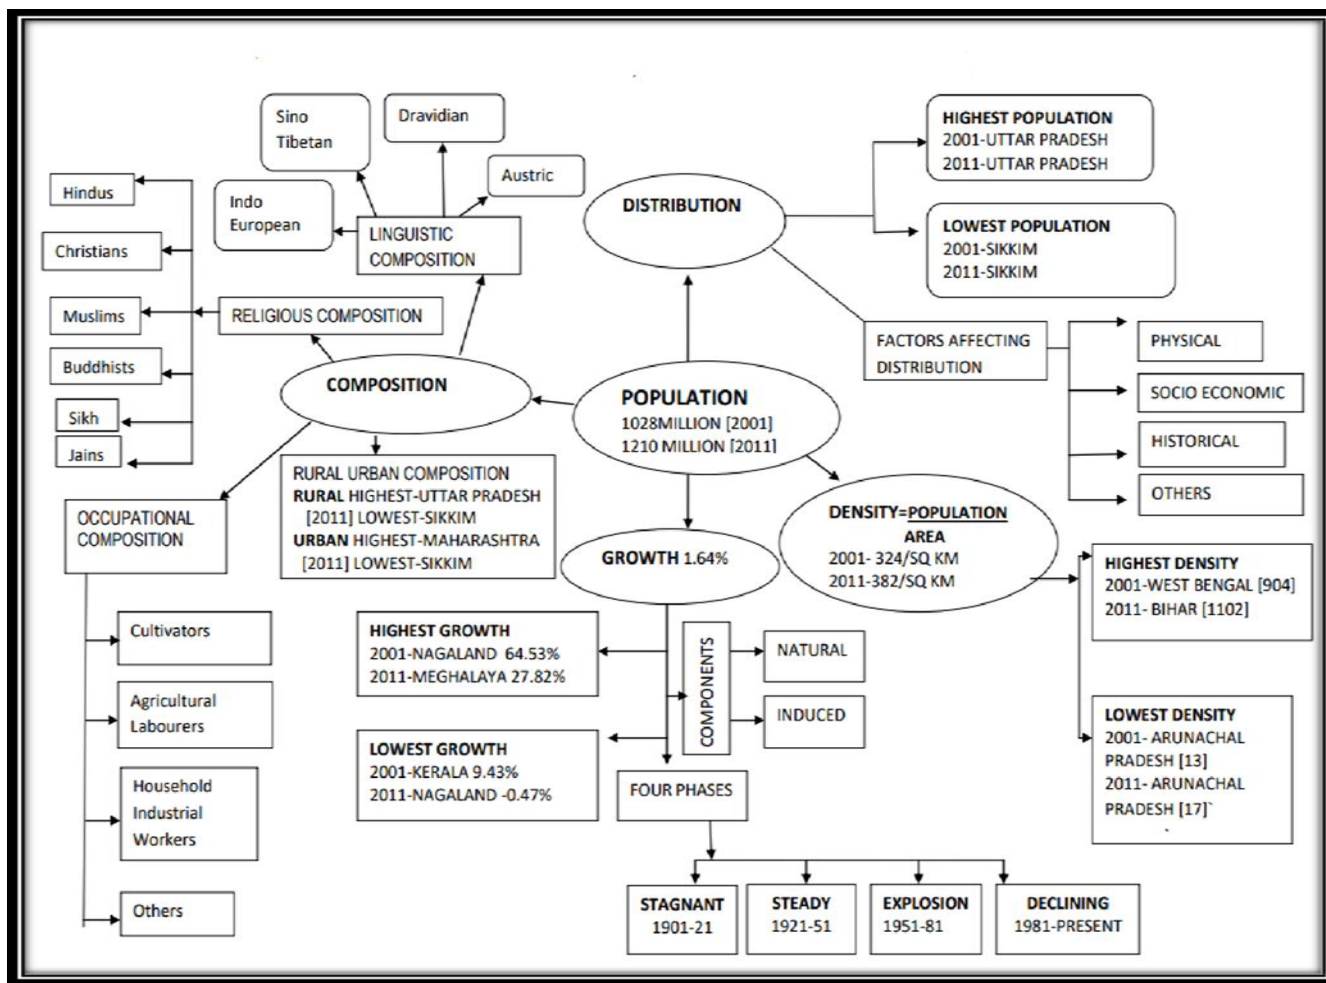 Sino
Tibetan
Dravidian
Austric
Indo
European
LINGUISTIC
COMPOSITION
Hindus
Christians
Muslims
Buddhists
Sikh
Jains
RELIGIOUS COMPOSITION
COMPOSITION
RURAL URBAN COMPOSITION
RURAL HIGHEST-UTTAR PRADESH
[2011] LOWEST-SIKKIM
URBAN HIGHEST-MAHARASHTRA
[2011] LOWEST-SIKKIM
OCCUPATIONAL
COMPOSITION
Cultivators
Agricultural
Labourers
Household
Industrial
Workers
Others
POPULATION
1028MILLION [2001]
1210 MILLION [2011]
DISTRIBUTION
HIGHEST POPULATION
2001-UTTAR PRADESH
2011-UTTAR PRADESH
LOWEST POPULATION
2001-SIKKIM
2011-SIKKIM
FACTORS AFFECTING
DISTRIBUTION
PHYSICAL
SOCIO ECONOMIC
HISTORICAL
OTHERS
DENSITY=POPULATION
AREA
2001- 324/SQ KM
2011-382/SQ KM
HIGHEST DENSITY
2001-WEST BENGAL [904]
2011- BIHAR [1102]
LOWEST DENSITY
2001- ARUNACHAL
PRADESH [13]
2011- ARUNACHAL
PRADESH [17]`
GROWTH 1.64%
HIGHEST GROWTH
2001-NAGALAND 64.53%
2011-MEGHALAYA 27.82%
LOWEST GROWTH
2001-KERALA 9.43%
2011-NAGALAND -0.47%
COMPONENTS
NATURAL
INDUCED
FOUR PHASES
STAGNANT
1901-21
STEADY
1921-51
EXPLOSION
1951-81
DECLINING
1981-PRESENT